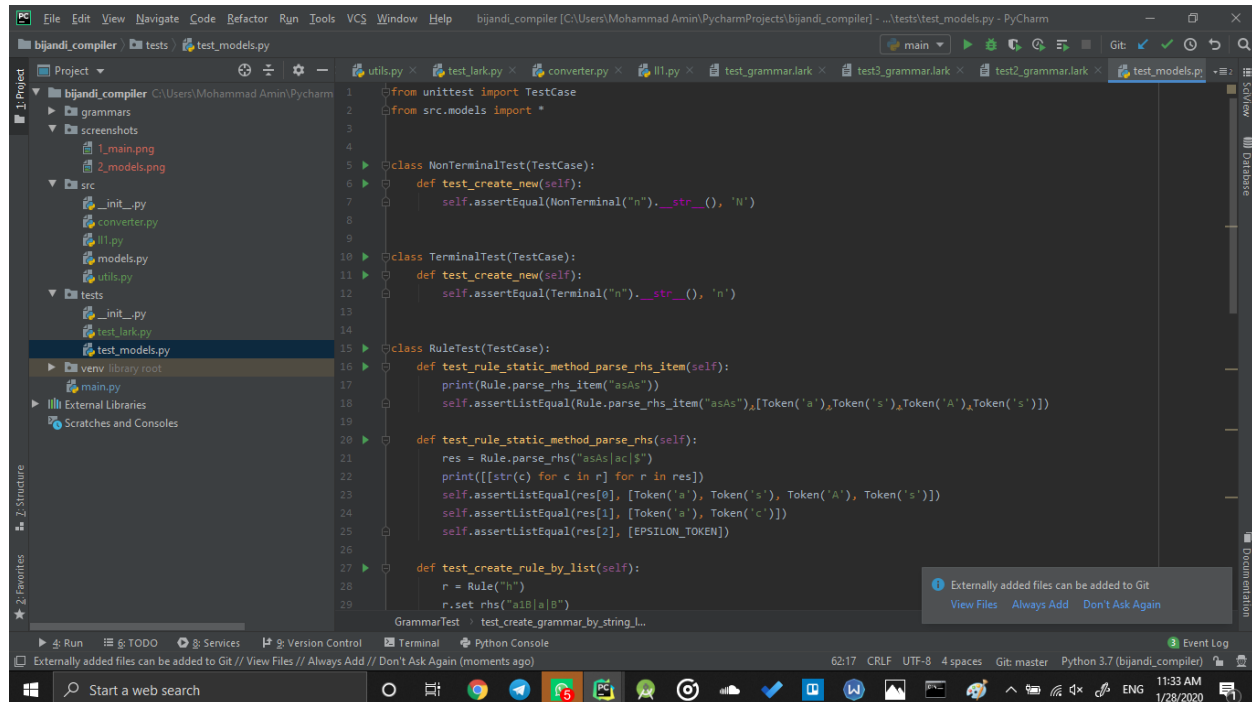 File Edit View Navigate Code Refactor Run Tools VCS Window Help bijandi_compiler [C:\Users\Mohammad Amin\PycharmProjects\bijandi_compiler] - ...\tests\test_models.py - PyCharm
bijandi_compiler tests test_models.py main Git:
Project utils.py test_lark.py converter.py ll1.py test_grammar.lark test3_grammar.lark test2_grammar.lark test_models.py
1: Project
bijandi_compiler C:\Users\Mohammad Amin\Pycharm
grammars
screenshots
1_main.png
2_models.png
src
__init__.py
converter.py
ll1.py
models.py
utils.py
tests
__init__.py
test_lark.py
test_models.py
venv library root
main.py
External Libraries
Scratches and Consoles
Z: Structure
2: Favorites
1 from unittest import TestCase
2 from src.models import *
3
4
5 class NonTerminalTest(TestCase):
6 def test_create_new(self):
7 self.assertEqual(NonTerminal("n").__str__(), 'N')
8
9
10 class TerminalTest(TestCase):
11 def test_create_new(self):
12 self.assertEqual(Terminal("n").__str__(), 'n')
13
14
15 class RuleTest(TestCase):
16 def test_rule_static_method_parse_rhs_item(self):
17 print(Rule.parse_rhs_item("asAs"))
18 self.assertListEqual(Rule.parse_rhs_item("asAs"),[Token('a'),Token('s'),Token('A'),Token('s')])
19
20 def test_rule_static_method_parse_rhs(self):
21 res = Rule.parse_rhs("asAs|ac|$")
22 print([[str(c) for c in r] for r in res])
23 self.assertListEqual(res[0], [Token('a'), Token('s'), Token('A'), Token('s')])
24 self.assertListEqual(res[1], [Token('a'), Token('c')])
25 self.assertListEqual(res[2], [EPSILON_TOKEN])
26
27 def test_create_rule_by_list(self):
28 r = Rule("h")
29 r.set_rhs("a1B|a|B")
SciView
Database
Documentation
Externally added files can be added to Git
View Files Always Add Don't Ask Again
GrammarTest test_create_grammar_by_string_l...
4: Run 6: TODO 8: Services 9: Version Control Terminal Python Console 3 Event Log
Externally added files can be added to Git // View Files // Always Add // Don't Ask Again (moments ago) 62:17 CRLF UTF-8 4 spaces Git: master Python 3.7 (bijandi_compiler)
Start a web search ENG 11:33 AM
1/28/2020